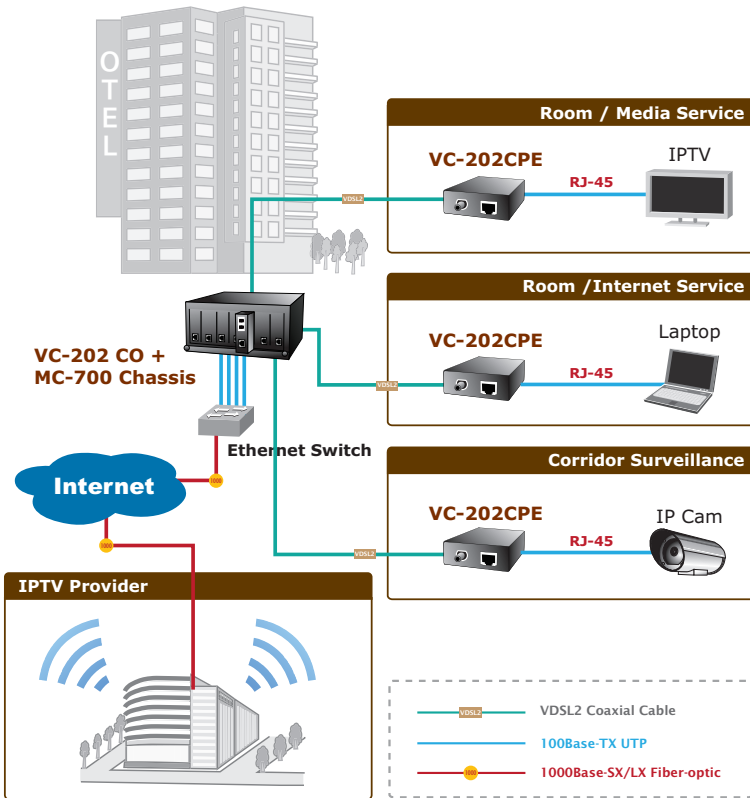 OTEL
Room / Media Service
VC-202CPE
IPTV
RJ-45
VDSL2
Room /Internet Service
VC-202CPE
Laptop
RJ-45
VDSL2
VC-202 CO +
MC-700 Chassis
Ethernet Switch
1000
Internet
1000
Corridor Surveillance
VC-202CPE
IP Cam
RJ-45
VDSL2
IPTV Provider
VDSL2
VDSL2 Coaxial Cable
100Base-TX UTP
1000
1000Base-SX/LX Fiber-optic